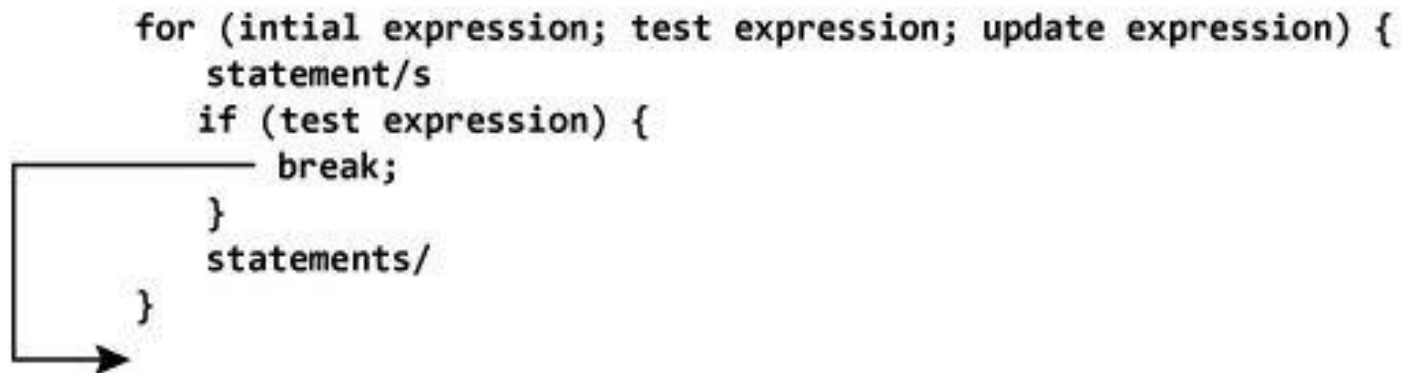 for (intial expression; test expression; update expression) {
statement/s
if (test expression) {
break;
}
statements/
}